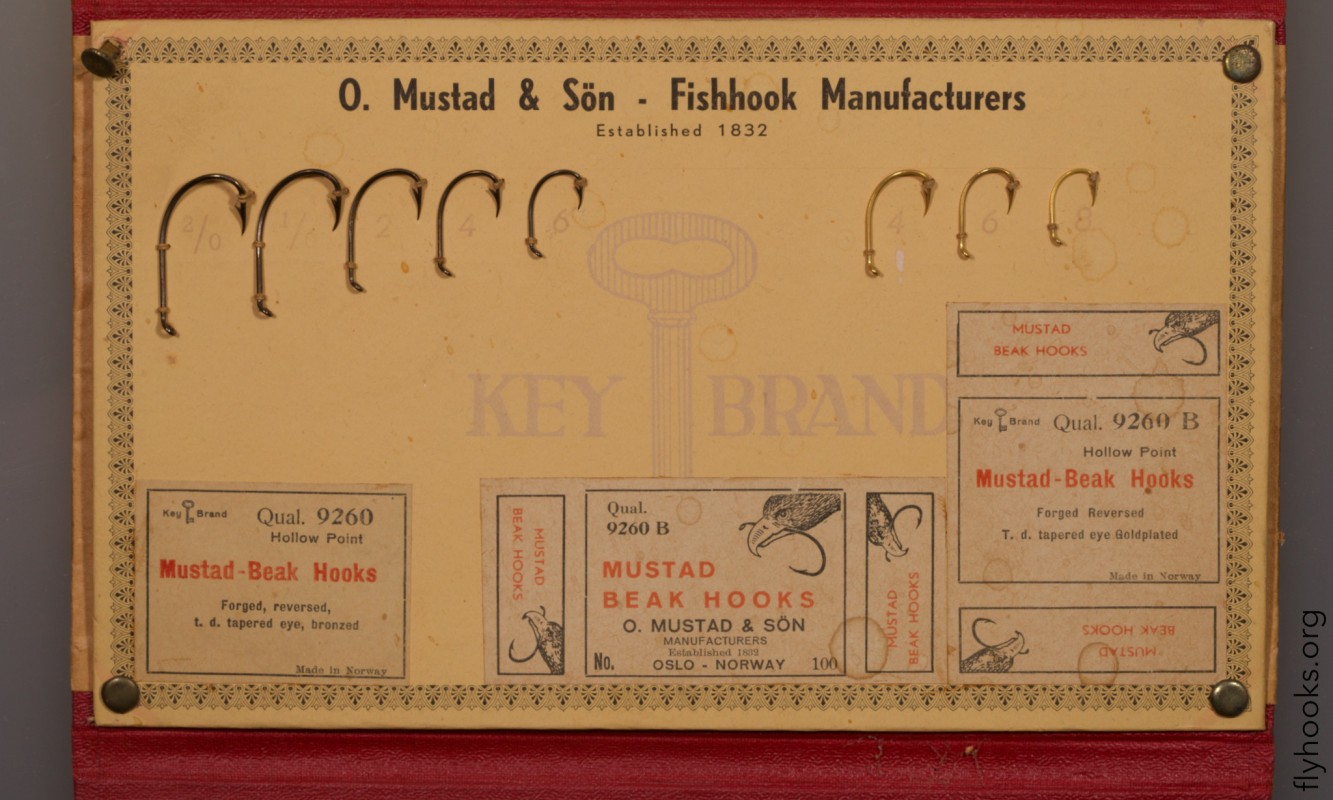 O. Mustad & Sön - Fishhook Manufacturers
Established 1832
2/0 1/0 2 4 6
4 6 8
KEY BRAND
MUSTAD
BEAK HOOKS
Key Brand Qual. 9260 B
Hollow Point
Mustad-Beak Hooks
Forged Reversed
T. d. tapered eye Goldplated
Made in Norway
MUSTAD
BEAK HOOKS
Key Brand Qual. 9260
Hollow Point
Mustad-Beak Hooks
Forged, reversed,
t. d. tapered eye, bronzed
Made in Norway
MUSTAD
BEAK HOOKS
Qual.
9260 B
MUSTAD
BEAK HOOKS
O. MUSTAD & SÖN
MANUFACTURERS
Established 1832
No. OSLO - NORWAY 100
MUSTAD
BEAK HOOKS
flyhooks.org